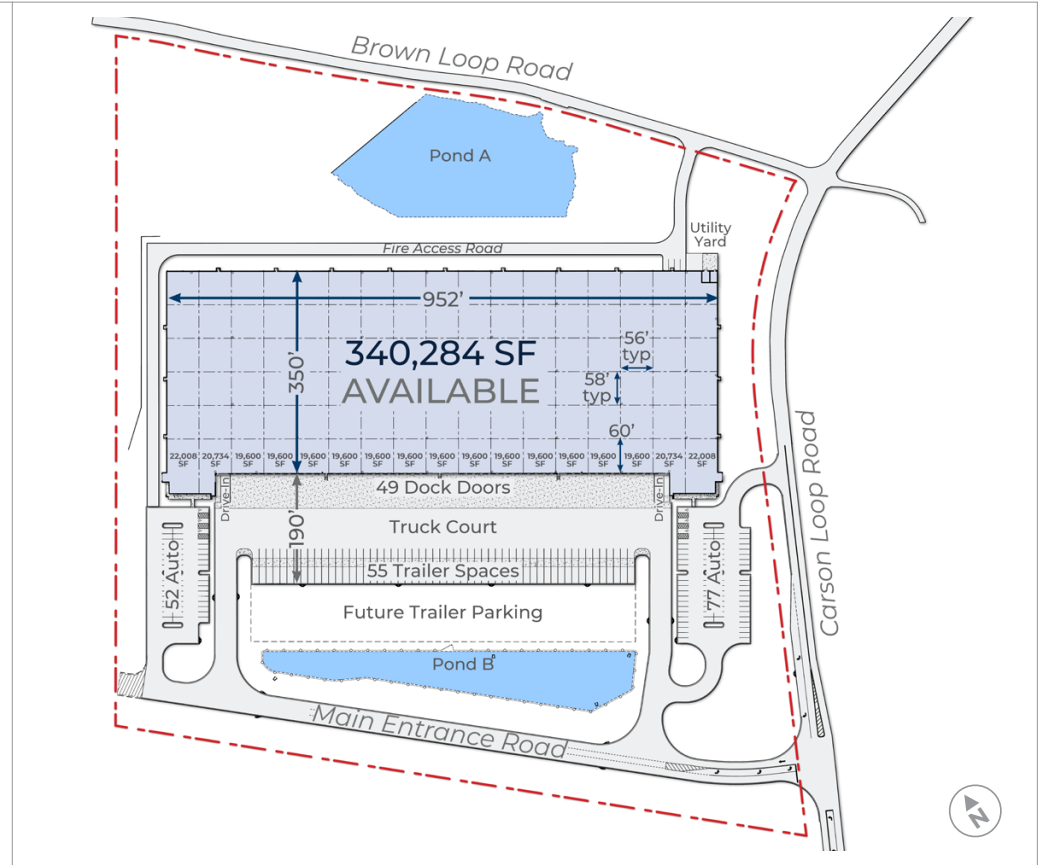 Brown Loop Road
Pond A
Utility
Yard
Fire Access Road
952’
350’
340,284 SF
AVAILABLE
56’
typ
58’
typ
60’
22,008 20,734 19,600 19,600 19,600 19,600 19,600 19,600 19,600 19,600 19,600 19,600 19,600 19,600 19,600 20,734 22,008
SF SF SF SF SF SF SF SF SF SF SF SF SF SF SF SF SF
Carson Loop Road
Drive-In
49 Dock Doors
Drive-In
190’
Truck Court
52 Auto
55 Trailer Spaces
77 Auto
Future Trailer Parking
Pond B
Main Entrance Road
N